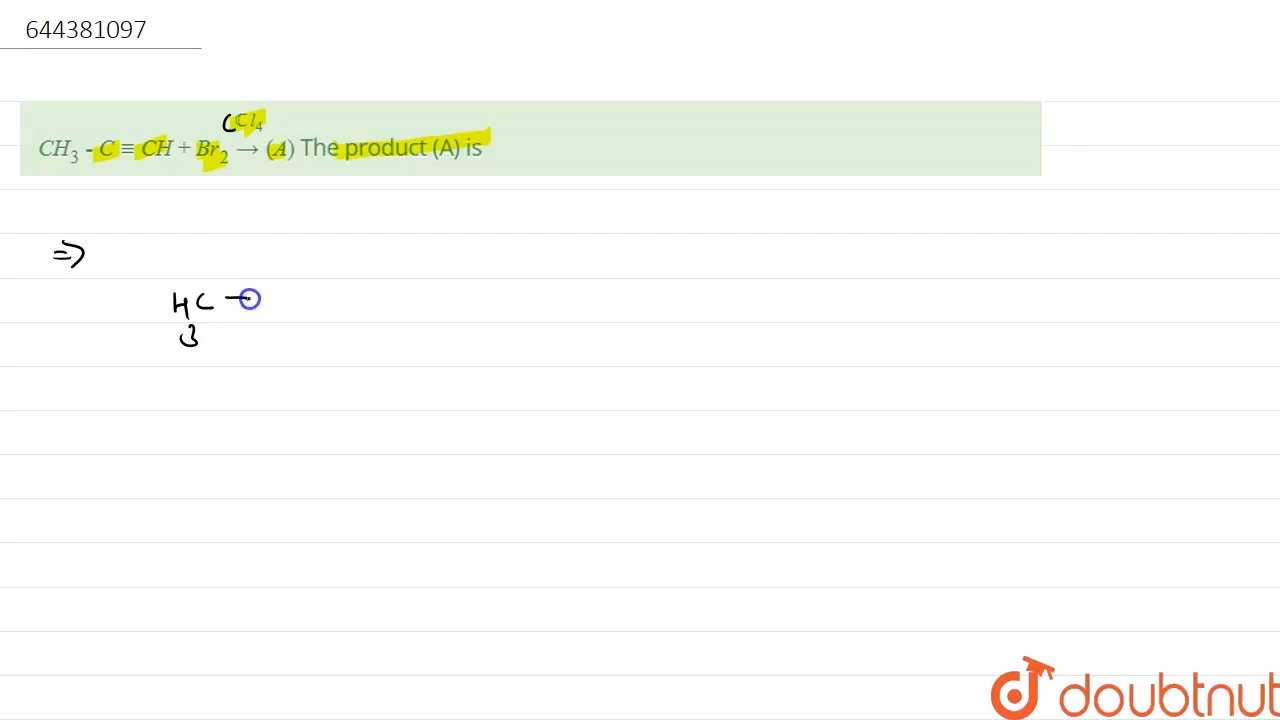 644381097
CCl4
CH3 - C ≡ CH + Br2 → (A) The product (A) is
⇒
H3C –
doubtnut